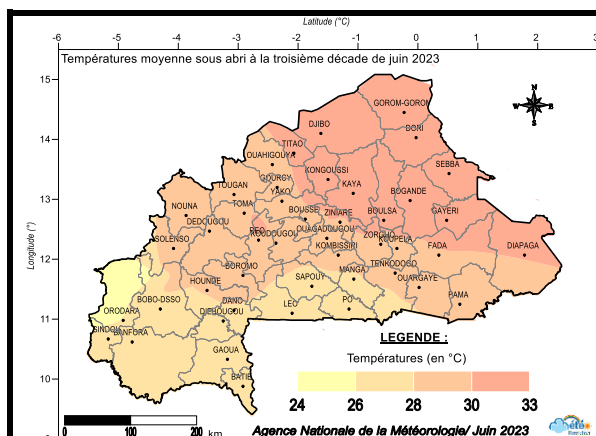 Latitude (°C)
-6 -5 -4 -3 -2 -1 0 1 2 3
Températures moyenne sous abri à la troisième décade de juin 2023
15
14
13
12
11
10
Longitude (°)
GOROM-GOROM
DJIBO
DORI
TITAO
OUAHIGOUYA
KONGOUSSI
SEBBA
GOURCY
KAYA
TOUGAN
YAKO
BOGANDE
NOUNA
TOMA
BOUSSE
ZINIARE
BOULSA
GAYERI
DEDOUGOU
REO
OUAGADOUGOU
SOLENSO
KOUDOUGOU
ZORGHO
KOUPELA
KOMBISSIRI
FADA
DIAPAGA
TENKODOGO
BOROMO
MANGA
HOUNDE
SAPOUY
OUARGAYE
BOBO-DSSO
DANO
LEO
PO
PAMA
ORODARA
DIEBOUGOU
SINDOU
BANFORA
GAOUA
BATIE
N
W E
S
LEGENDE :
Températures (en °C)
24 26 28 30 33
0 100 200
km
Agence Nationale de la Météorologie/ Juin 2023
météo